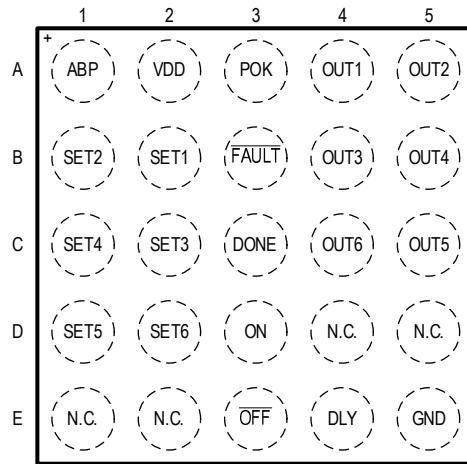 1 2 3 4 5
+
A ABP VDD POK OUT1 OUT2
B SET2 SET1 FAULT OUT3 OUT4
C SET4 SET3 DONE OUT6 OUT5
D SET5 SET6 ON N.C. N.C.
E N.C. N.C. OFF DLY GND